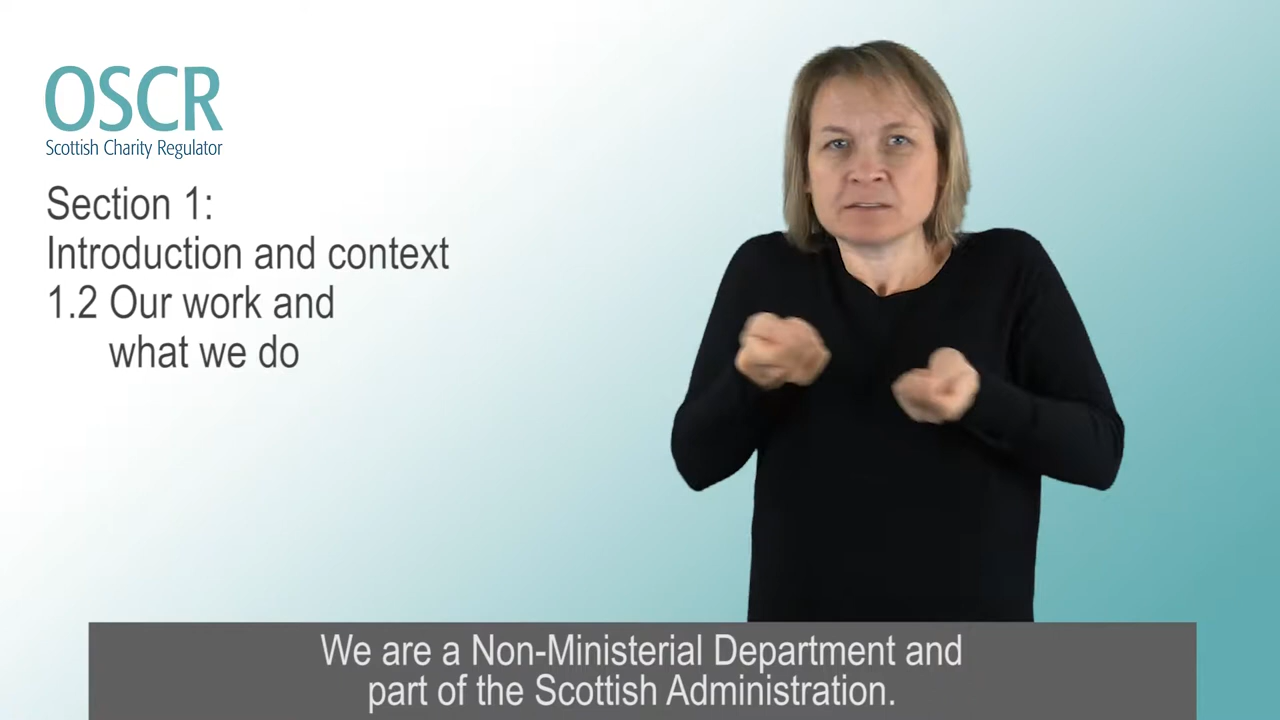 OSCR
Scottish Charity Regulator
Section 1:
Introduction and context
1.2 Our work and
what we do
We are a Non-Ministerial Department and
part of the Scottish Administration.